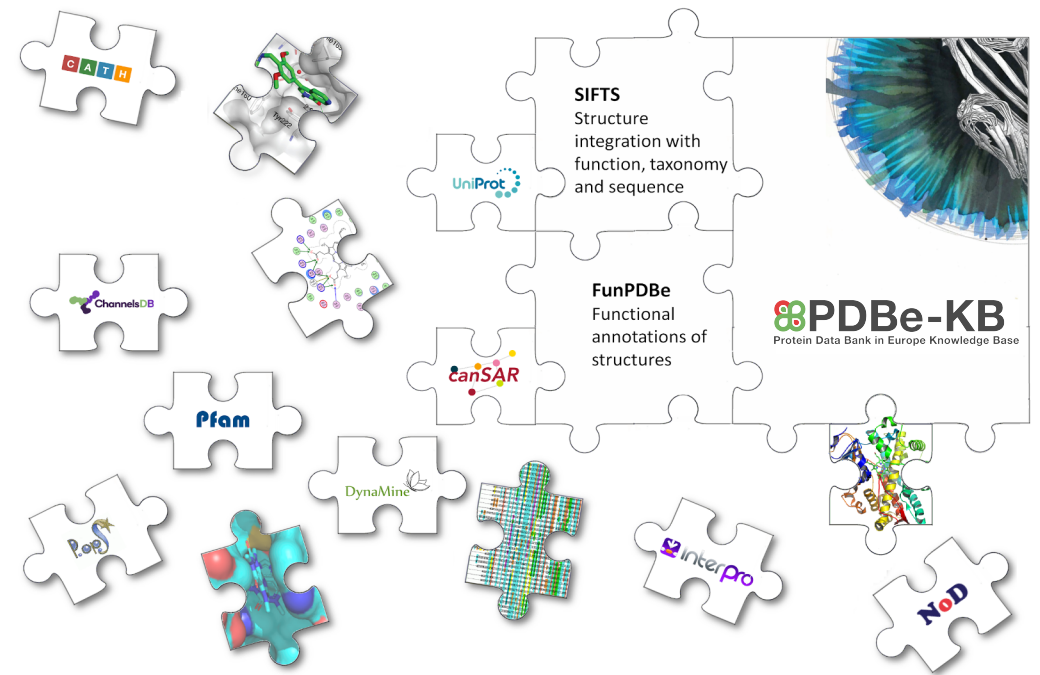 CATH
Tyr222
SIFTS
Structure
integration with
function, taxonomy
and sequence
UniProt
ChannelsDB
FunPDBe
Functional
annotations of
structures
PDBe-KB
Protein Data Bank in Europe Knowledge Base
canSAR
Pfam
DynaMine
P.O.P.S
interpro
NoD